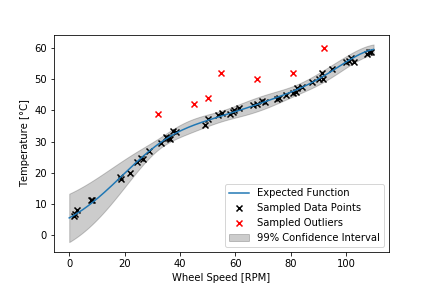 60
50
40
30
20
10
0
Temperature [°C]
0 20 40 60 80 100
Wheel Speed [RPM]
Expected Function
Sampled Data Points
Sampled Outliers
99% Confidence Interval